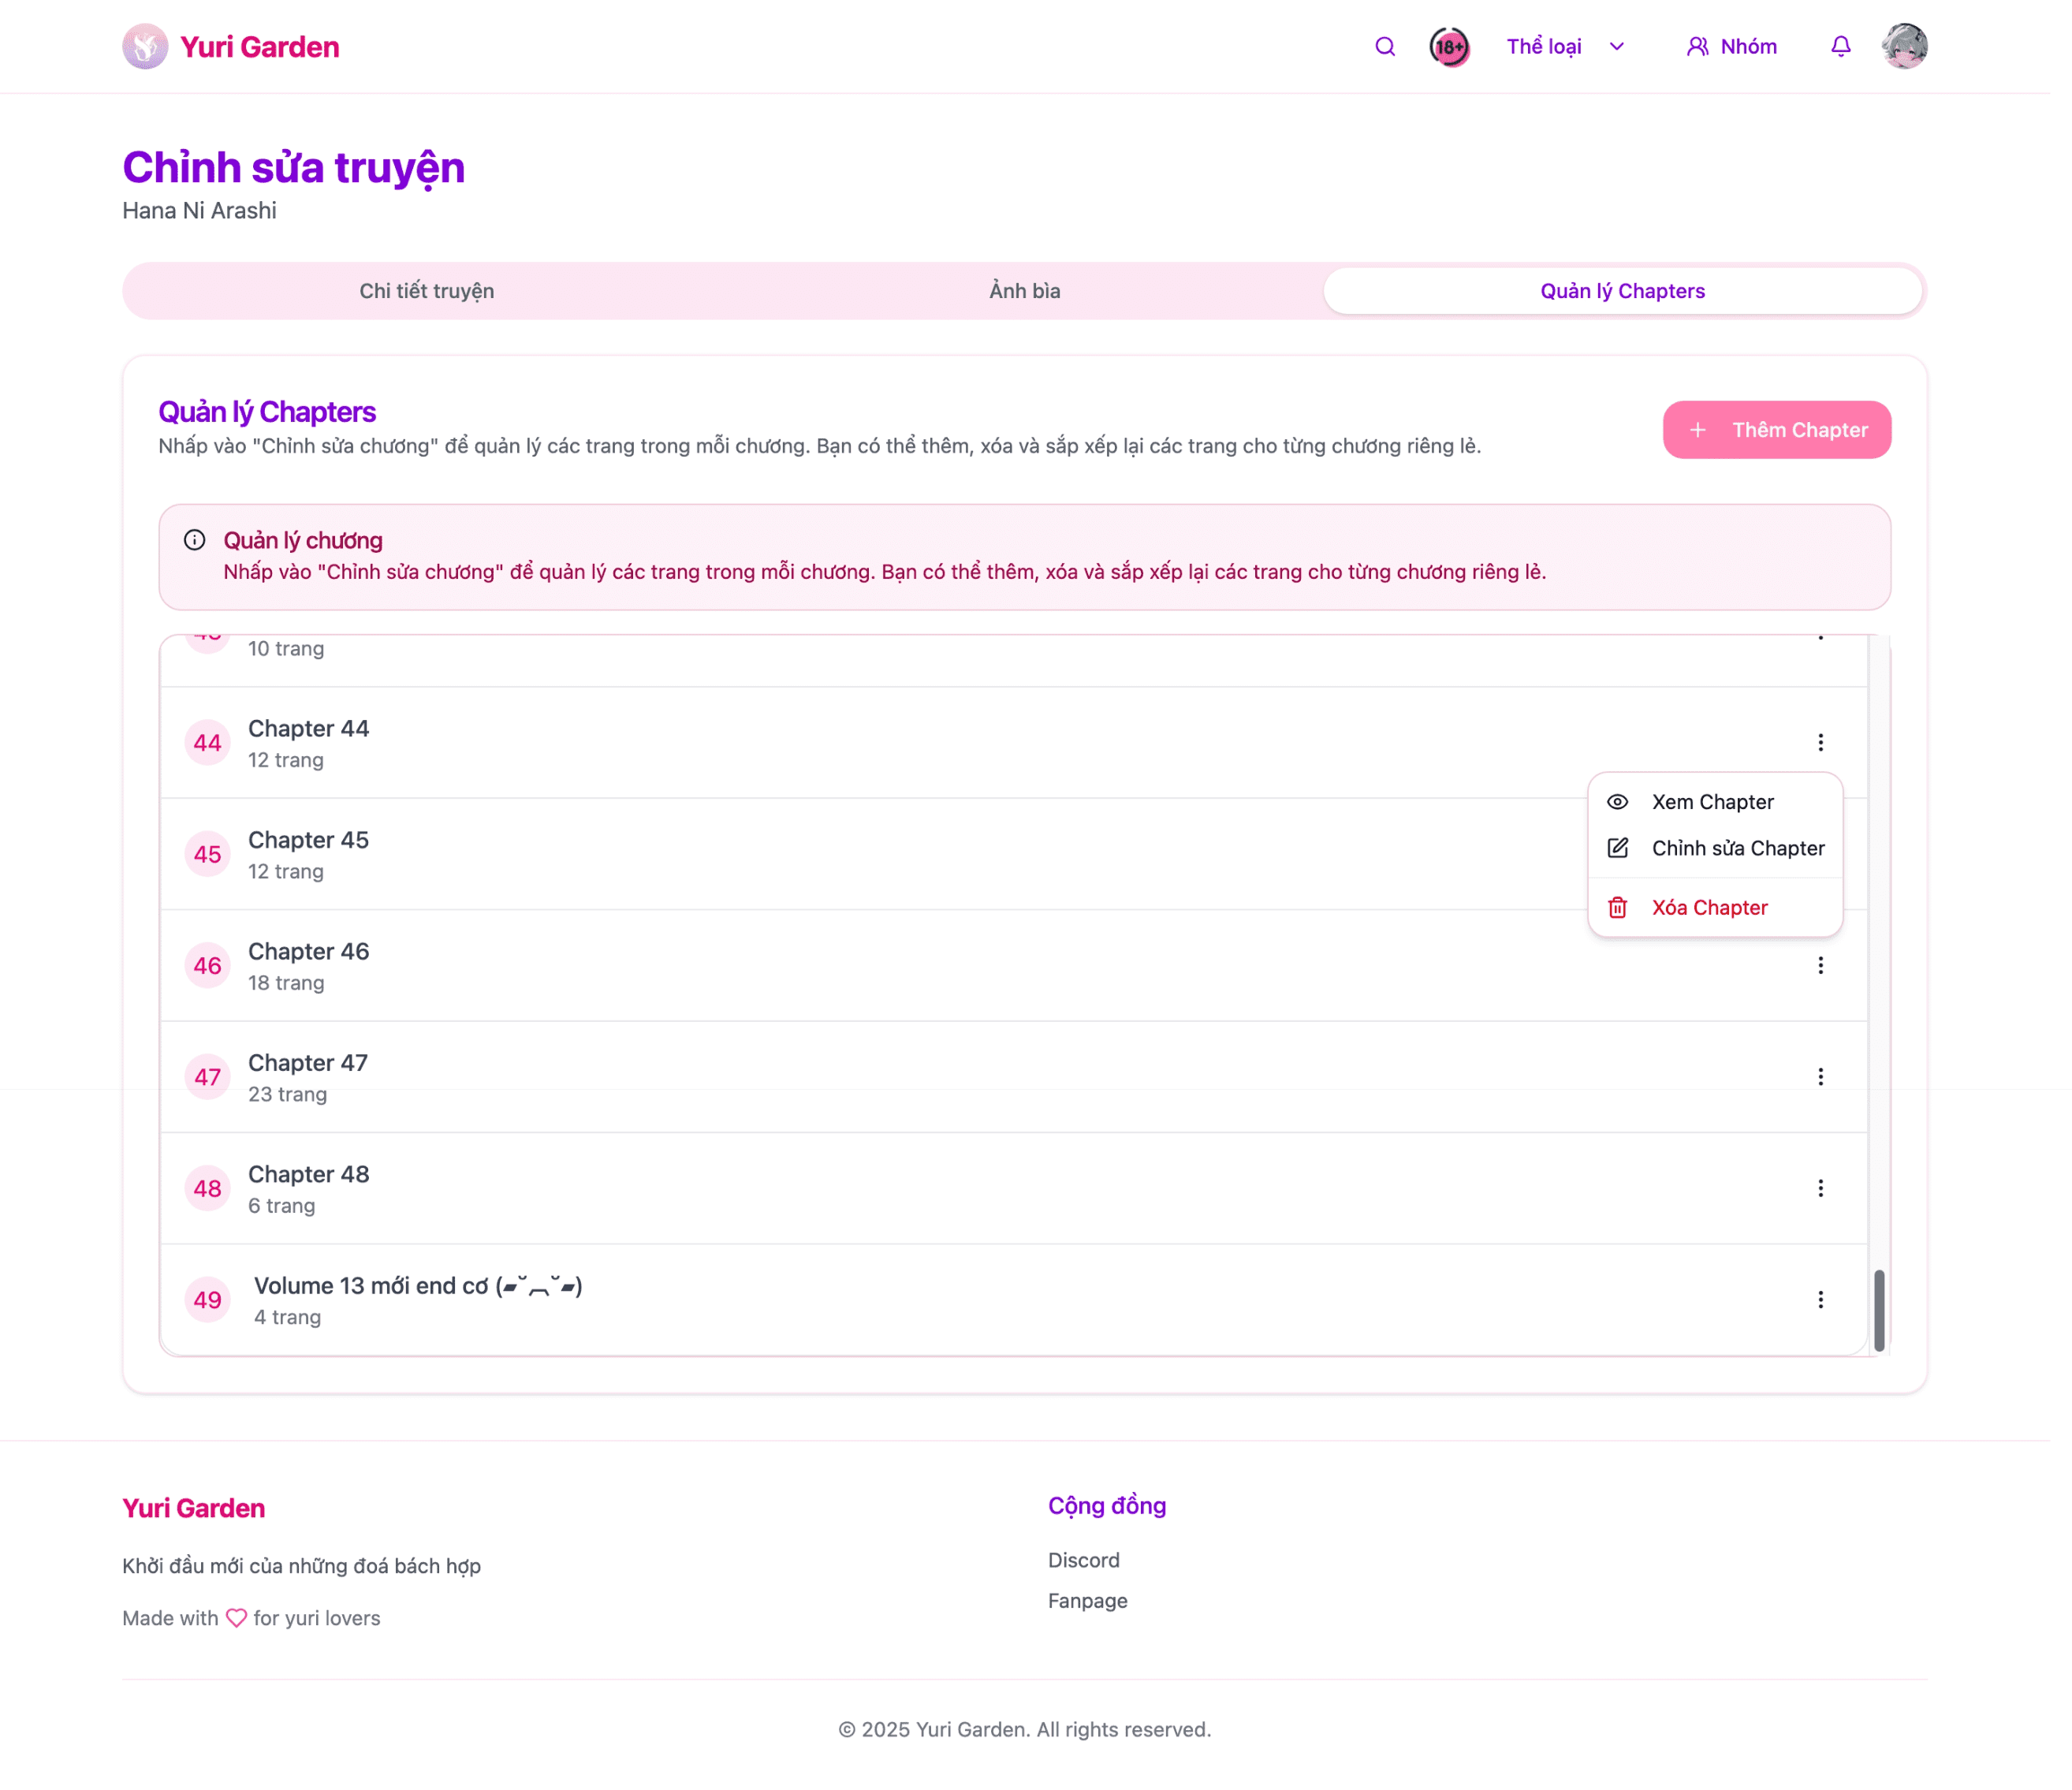 Yuri Garden
18+
Thể loại
Nhóm
Chỉnh sửa truyện
Hana Ni Arashi
Chi tiết truyện
Ảnh bìa
Quản lý Chapters
Quản lý Chapters
Nhấp vào "Chỉnh sửa chương" để quản lý các trang trong mỗi chương. Bạn có thể thêm, xóa và sắp xếp lại các trang cho từng chương riêng lẻ.
Thêm Chapter
Quản lý chương
Nhấp vào "Chỉnh sửa chương" để quản lý các trang trong mỗi chương. Bạn có thể thêm, xóa và sắp xếp lại các trang cho từng chương riêng lẻ.
10 trang
44
Chapter 44
12 trang
Xem Chapter
Chỉnh sửa Chapter
Xóa Chapter
45
Chapter 45
12 trang
46
Chapter 46
18 trang
47
Chapter 47
23 trang
48
Chapter 48
6 trang
49
Volume 13 mới end cơ (▰˘︹˘▰)
4 trang
Yuri Garden
Khởi đầu mới của những đoá bách hợp
Made with ♡ for yuri lovers
Cộng đồng
Discord
Fanpage
© 2025 Yuri Garden. All rights reserved.